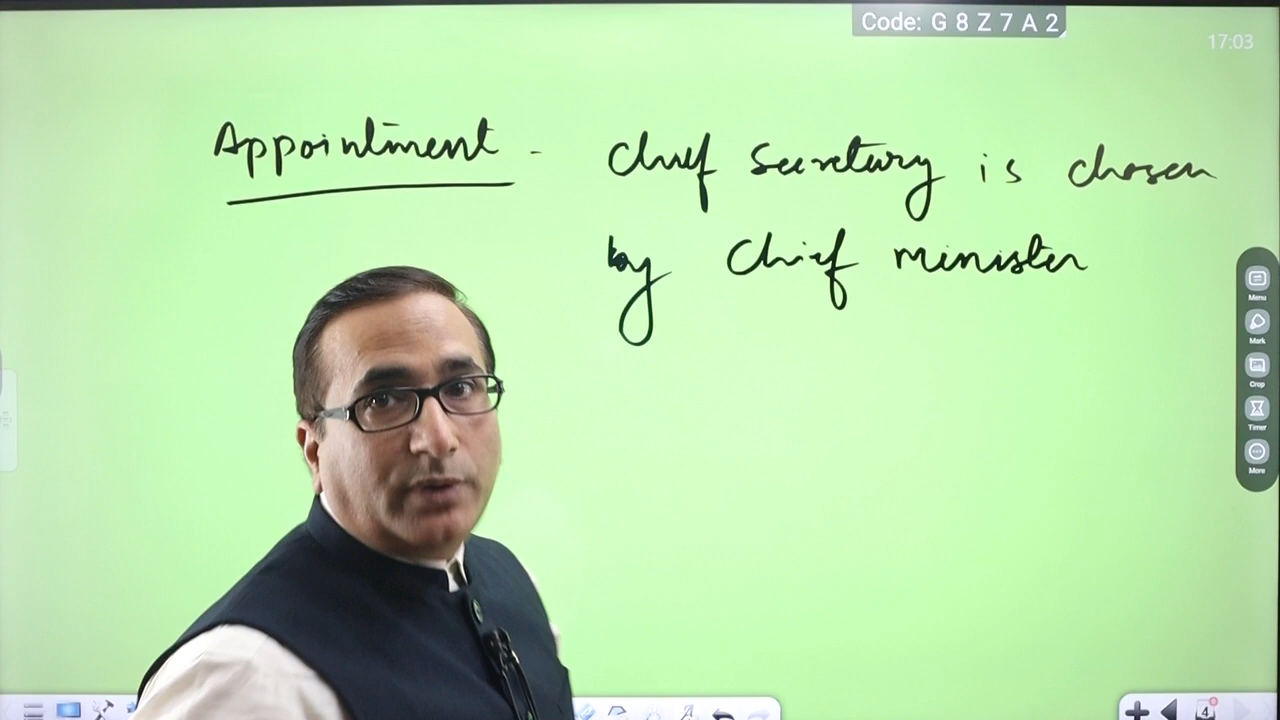 Code: G 8 Z 7 A 2
17:03
Appointment - Chief Secretary is chosen
by Chief minister
Menu
Mark
Crop
Timer
More
4